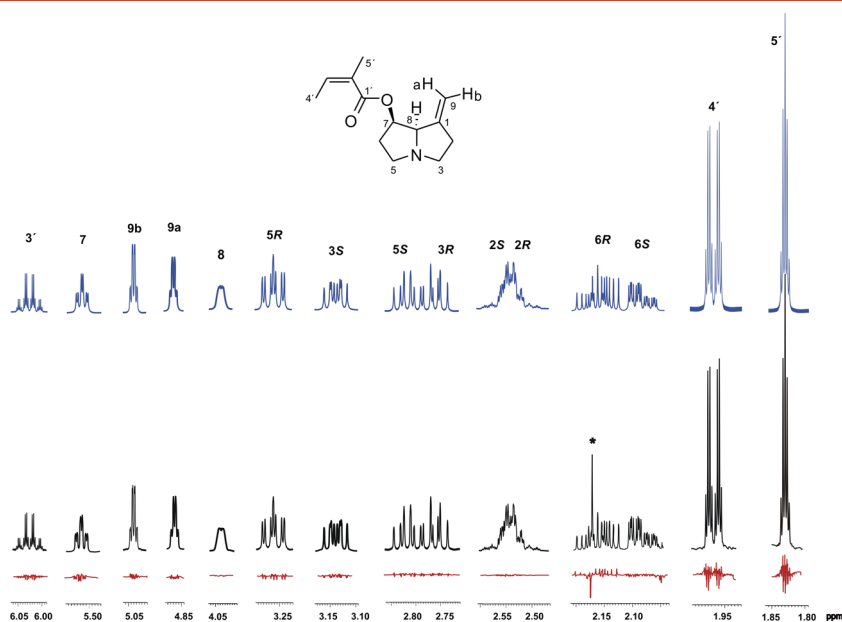 5´
aH
Hb
5´
4´
1´
O
O
H
9
7
8
1
N
5
3
4´
3´
7
9b
9a
8
5R
3S
5S
3R
2S
2R
6R
6S
*
6.05 6.00 5.50 5.05 4.85 4.05 3.25 3.15 3.10 2.80 2.75 2.55 2.50 2.15 2.10 1.95 1.85 1.80 ppm